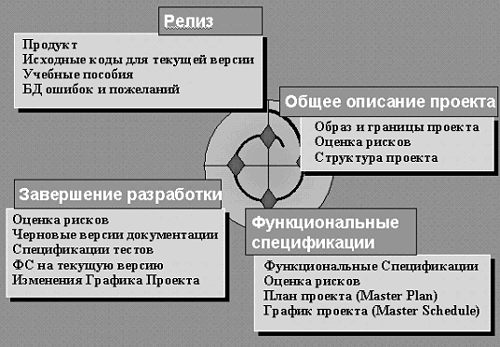 Релиз
Продукт
Исходные коды для текущей версии
Учебные пособия
БД ошибок и пожеланий
Общее описание проекта
Образ и границы проекта
Оценка рисков
Структура проекта
Завершение разработки
Оценка рисков
Черновые версии документации
Спецификации тестов
ФС на текущую версию
Изменения Графика Проекта
Функциональные
спецификации
Функциональные Спецификации
Оценка рисков
План проекта (Master Plan)
График проекта (Master Schedule)